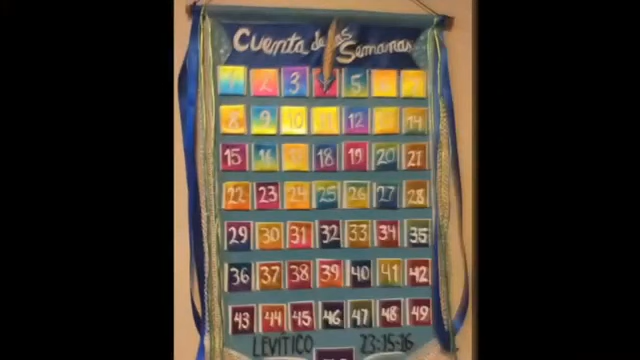 Cuenta de las
Semanas
1 2 3 4 5 6 7
8 9 10 11 12 13 14
15 16 17 18 19 20 21
22 23 24 25 26 27 28
29 30 31 32 33 34 35
36 37 38 39 40 41 42
43 44 45 46 47 48 49
LEVITICO 23:15-16